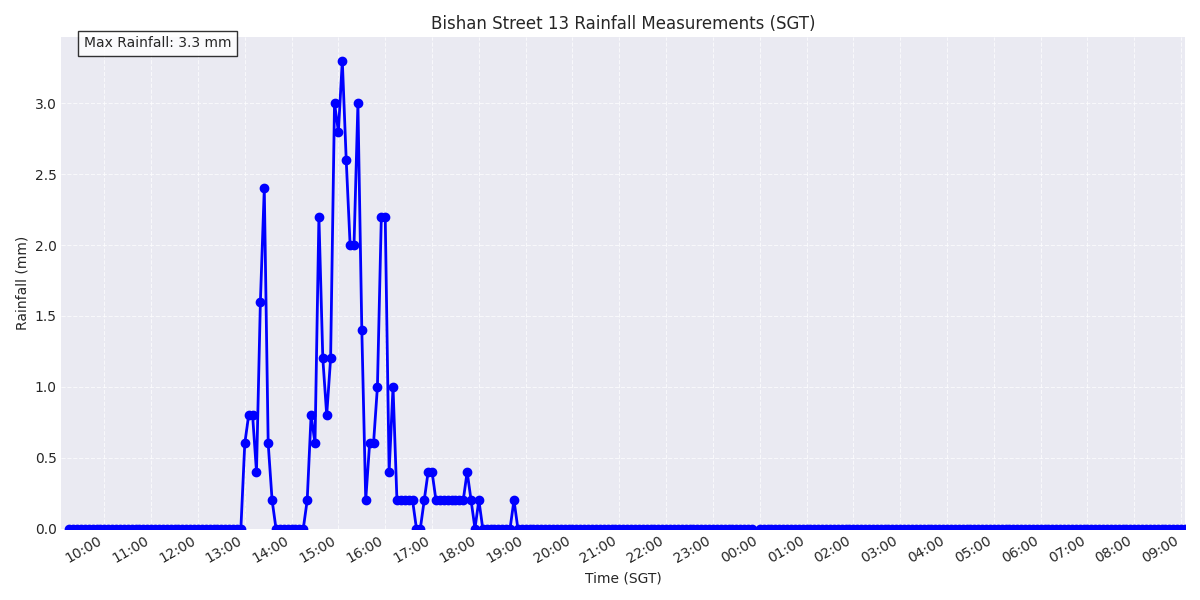 Bishan Street 13 Rainfall Measurements (SGT)
Max Rainfall: 3.3 mm
Rainfall (mm)
3.0
2.5
2.0
1.5
1.0
0.5
0.0
10:00 11:00 12:00 13:00 14:00 15:00 16:00 17:00 18:00 19:00 20:00 21:00 22:00 23:00 00:00 01:00 02:00 03:00 04:00 05:00 06:00 07:00 08:00 09:00
Time (SGT)